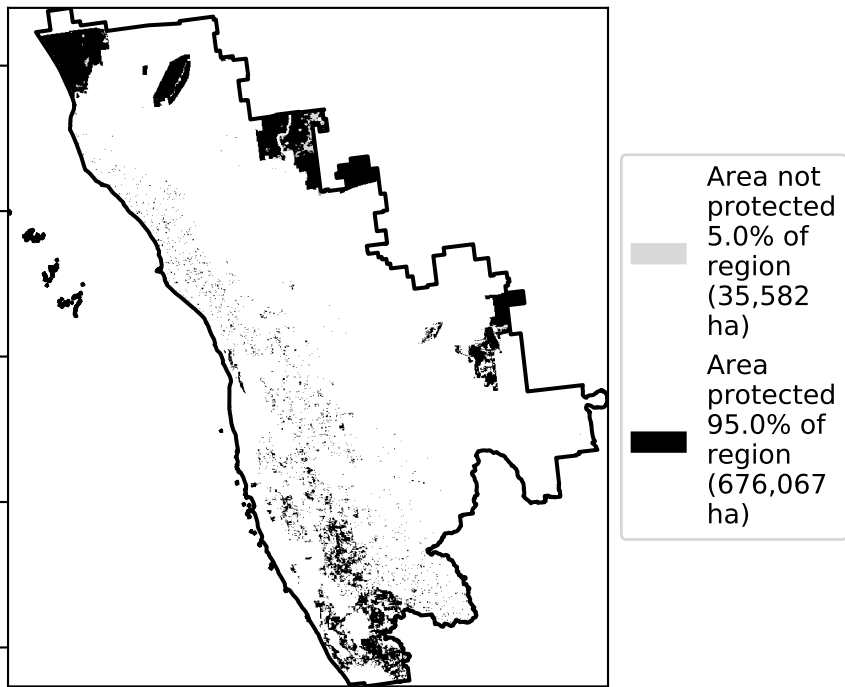 Area not
protected
5.0% of
region
(35,582
ha)
Area
protected
95.0% of
region
(676,067
ha)